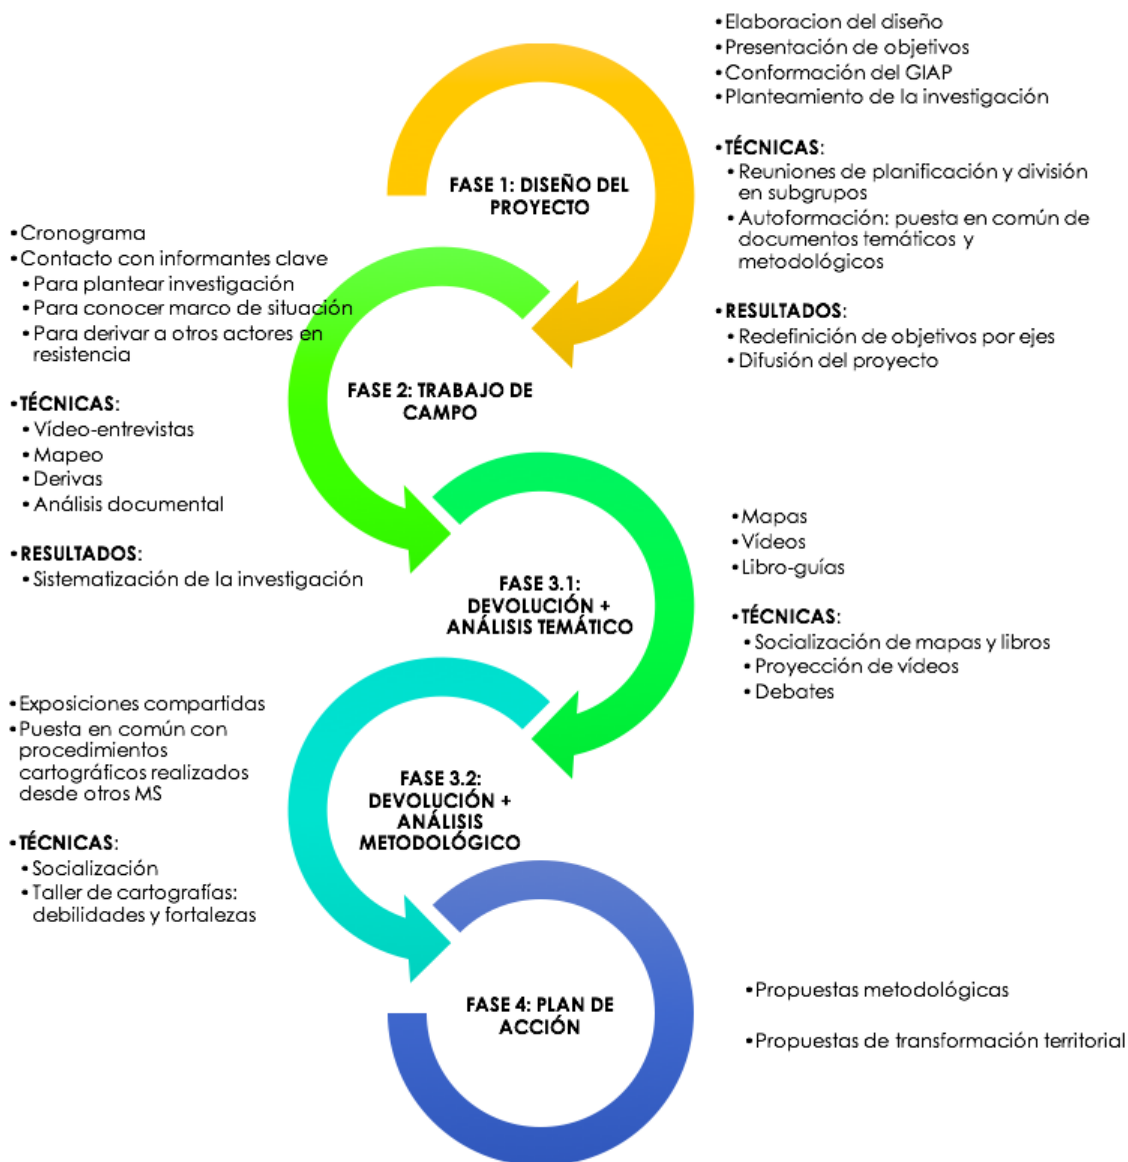 •Elaboracion del diseño
•Presentación de objetivos
•Conformación del GIAP
•Planteamiento de la investigación
•TÉCNICAS:
•Reuniones de planificación y división
en subgrupos
•Autoformación: puesta en común de
documentos temáticos y
metodológicos
•RESULTADOS:
•Redefinición de objetivos por ejes
•Difusión del proyecto
FASE 1: DISEÑO DEL
PROYECTO
•Cronograma
•Contacto con informantes clave
•Para plantear investigación
•Para conocer marco de situación
•Para derivar a otros actores en
resistencia
•TÉCNICAS:
•Vídeo-entrevistas
•Mapeo
•Derivas
•Análisis documental
•RESULTADOS:
•Sistematización de la investigación
FASE 2: TRABAJO DE
CAMPO
•Mapas
•Vídeos
•Libro-guías
•TÉCNICAS:
•Socialización de mapas y libros
•Proyección de vídeos
•Debates
FASE 3.1:
DEVOLUCIÓN +
ANÁLISIS TEMÁTICO
•Exposiciones compartidas
•Puesta en común con
procedimientos
cartográficos realizados
desde otros MS
•TÉCNICAS:
•Socialización
•Taller de cartografías:
debilidades y fortalezas
FASE 3.2:
DEVOLUCIÓN +
ANÁLISIS
METODOLÓGICO
FASE 4: PLAN DE
ACCIÓN
•Propuestas metodológicas
•Propuestas de transformación territorial